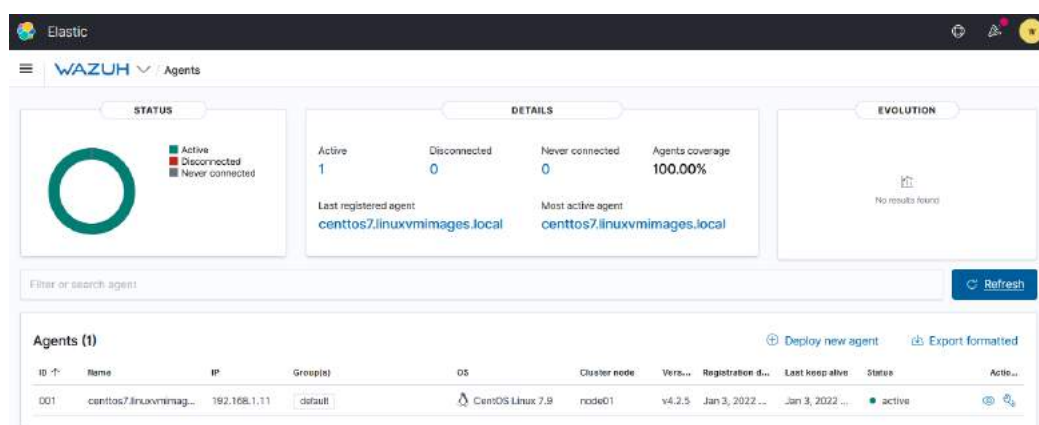 Elastic
WAZUH / Agents
STATUS
Active
Disconnected
Never connected
DETAILS
Active
1
Disconnected
0
Never connected
0
Agents coverage
100.00%
Last registered agent
centtos7.linuxvmimages.local
Most active agent
centtos7.linuxvmimages.local
EVOLUTION
No results found
Filter or search agent
Refresh
Agents (1)
Deploy new agent
Export formatted
ID Name IP Group(s) OS Cluster node Vers... Registration d... Last keep alive Status Actio...
001 centtos7.linuxvmimag... 192.168.1.11 default CentOS Linux 7.9 node01 v4.2.5 Jan 3, 2022 ... Jan 3, 2022 ... active